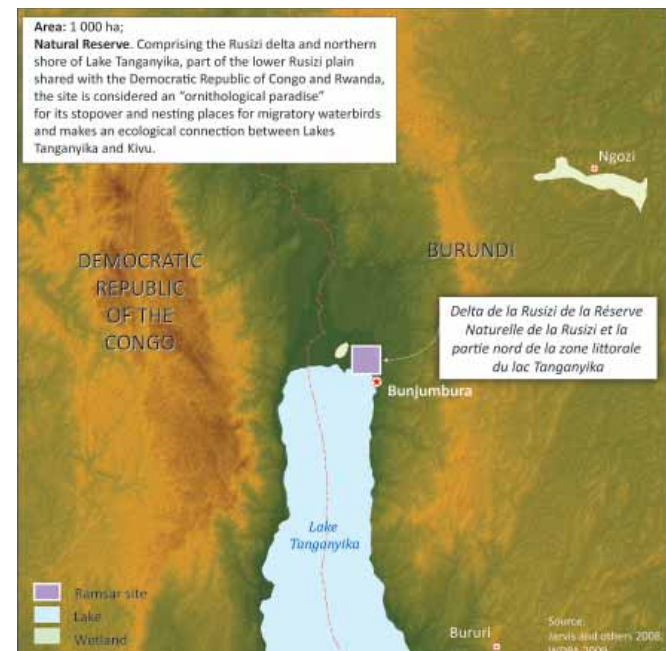 Area: 1 000 ha;
Natural Reserve. Comprising the Rusizi delta and northern
shore of Lake Tanganyika, part of the lower Rusizi plain
shared with the Democratic Republic of Congo and Rwanda,
the site is considered an "ornithological paradise"
for its stopover and nesting places for migratory waterbirds
and makes an ecological connection between Lakes
Tanganyika and Kivu.
Ngozi
DEMOCRATIC
REPUBLIC
OF THE
CONGO
BURUNDI
Delta de la Rusizi de la Réserve
Naturelle de la Rusizi et la
partie nord de la zone littorale
du lac Tanganyika
Bunjumbura
Lake
Tanganyika
Ramsar site
Lake
Wetland
Bururi
Source:
Jarvis and others 2008,
WDPA 2009